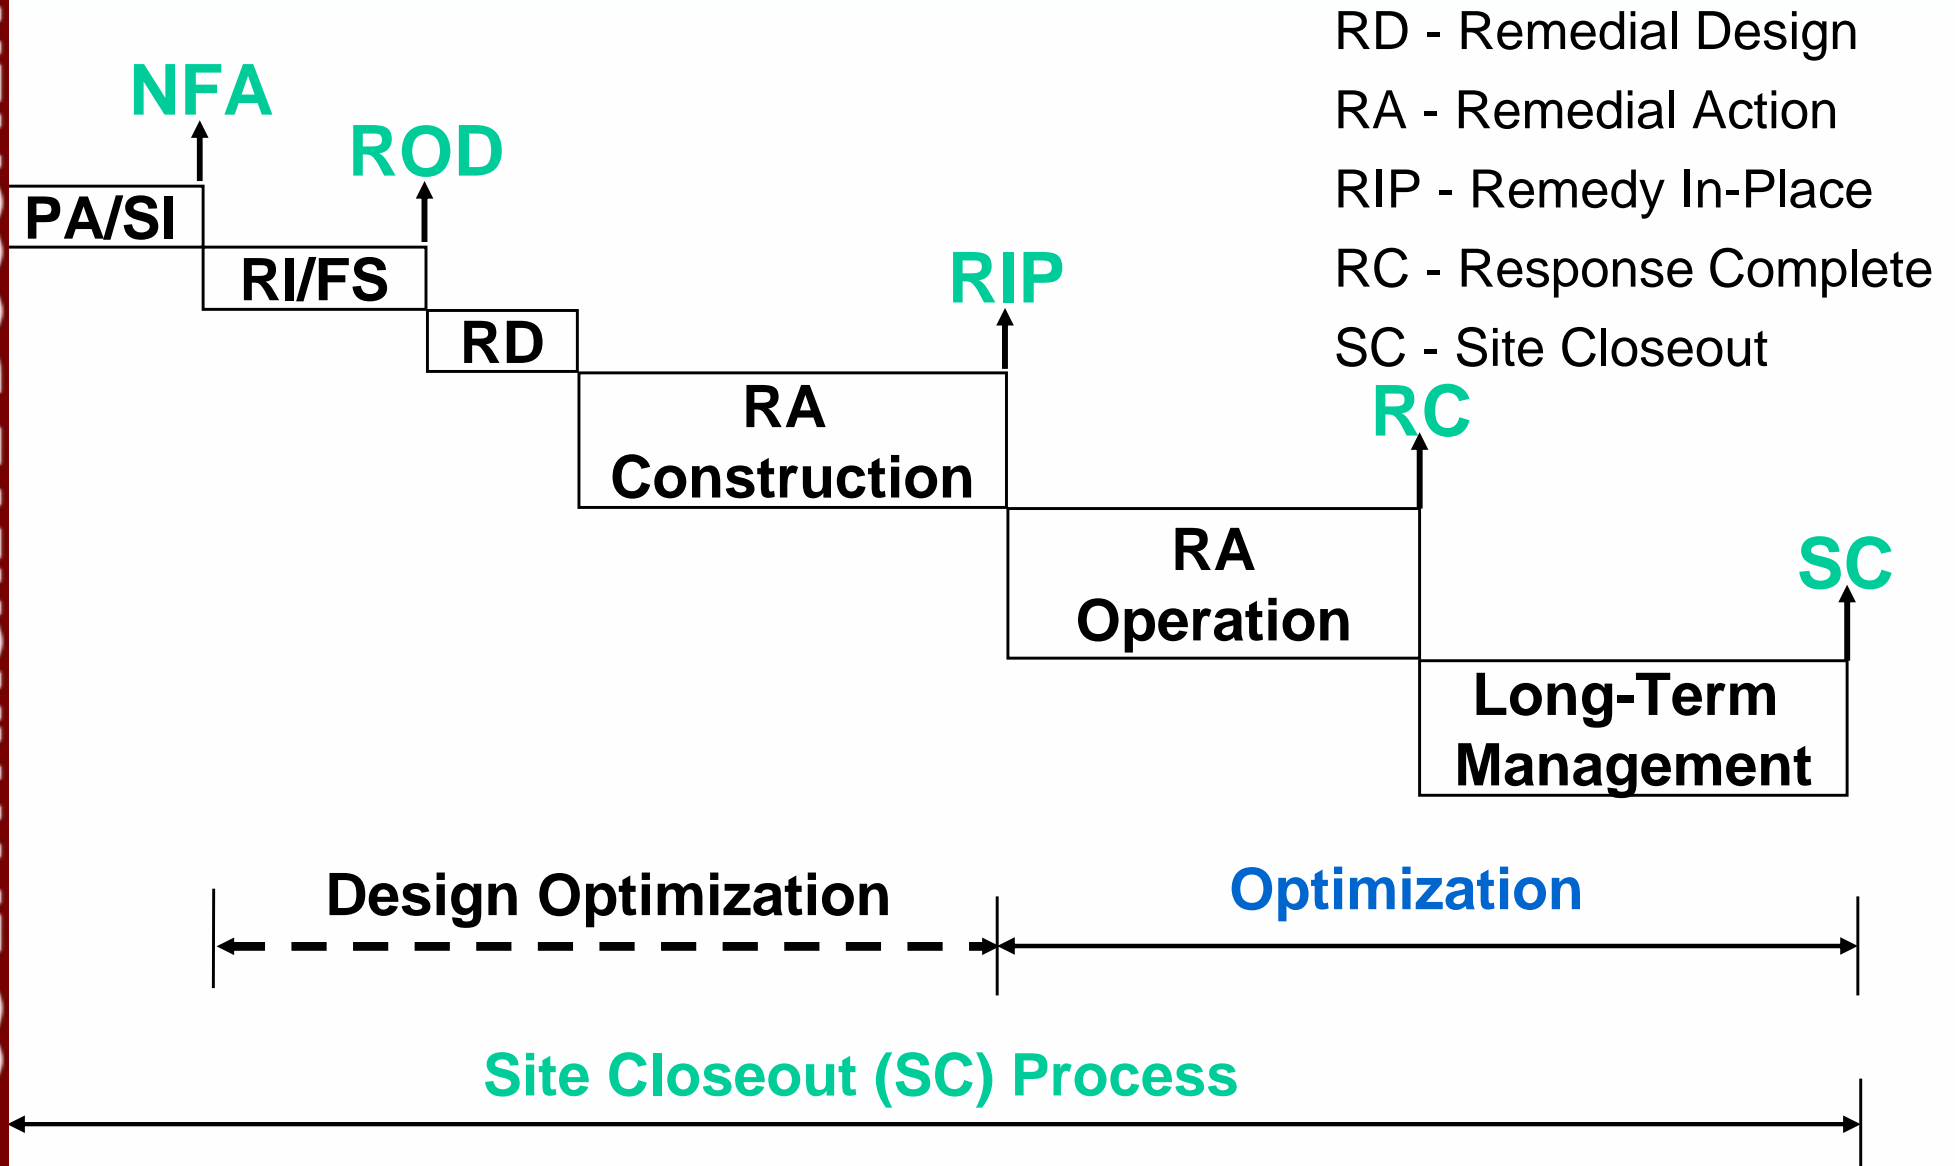 RD - Remedial Design
NFA
RA - Remedial Action
ROD
RIP - Remedy In-Place
PA/SI
RI/FS
RIP
RC - Response Complete
RD
SC - Site Closeout
RA
Construction
RC
RA
Operation
SC
Long-Term
Management
Design Optimization
Optimization
Site Closeout (SC) Process